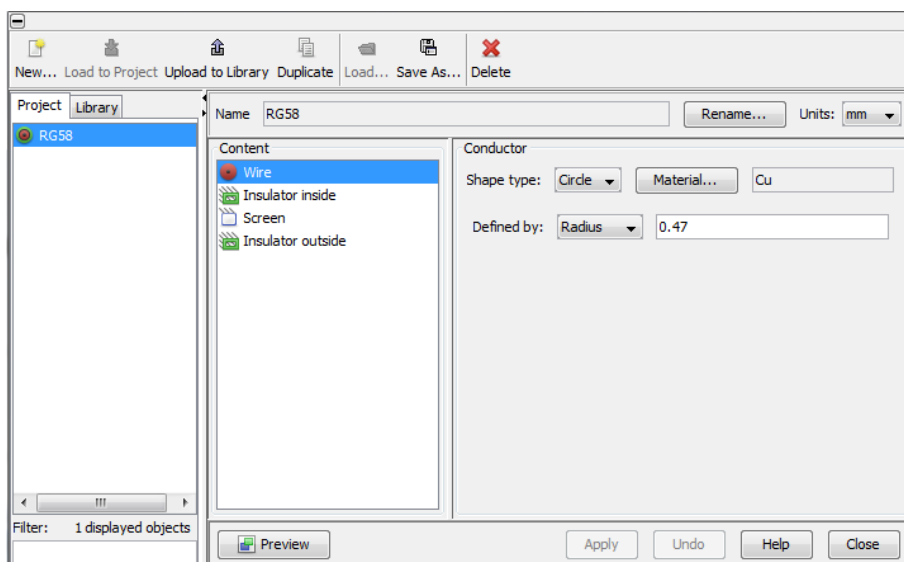 New... Load to Project Upload to Library Duplicate Load... Save As... Delete
Project Library
RG58
Name RG58 Rename... Units: mm
Content
Wire
Insulator inside
Screen
Insulator outside
Conductor
Shape type: Circle Material... Cu
Defined by: Radius 0.47
Filter: 1 displayed objects
Preview Apply Undo Help Close